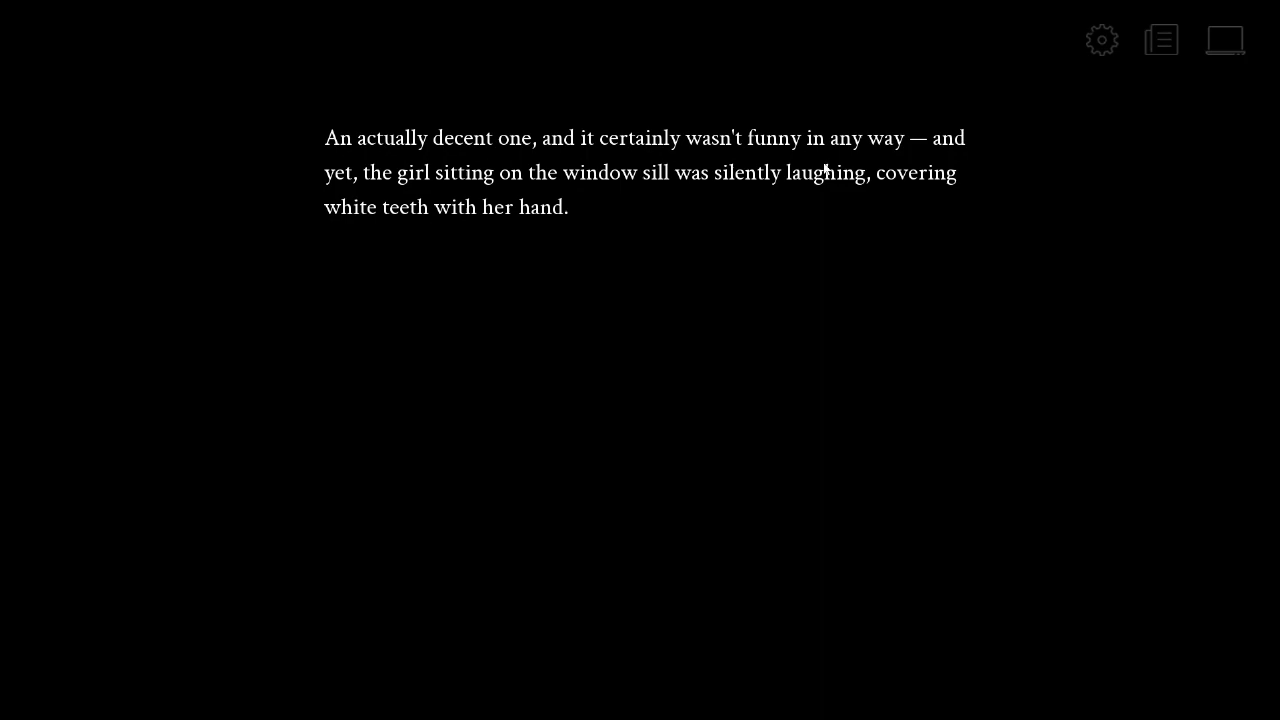 An actually decent one, and it certainly wasn't funny in any way — and
yet, the girl sitting on the window sill was silently laughing, covering
white teeth with her hand.